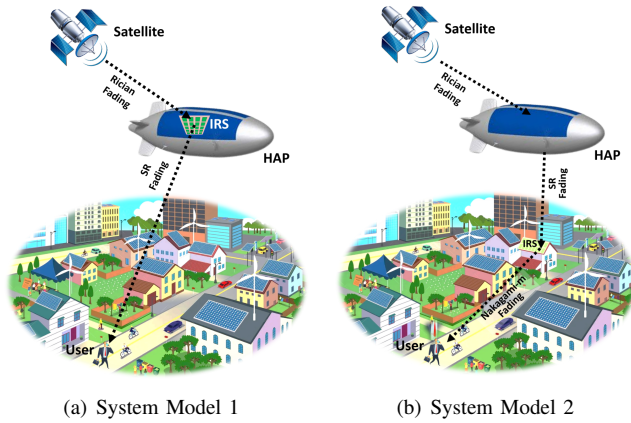 Satellite
Rician
Fading
IRS
HAP
SR
Fading
User
(a) System Model 1
Satellite
Rician
Fading
HAP
SR
Fading
IRS
Nakagami-m
Fading
User
(b) System Model 2